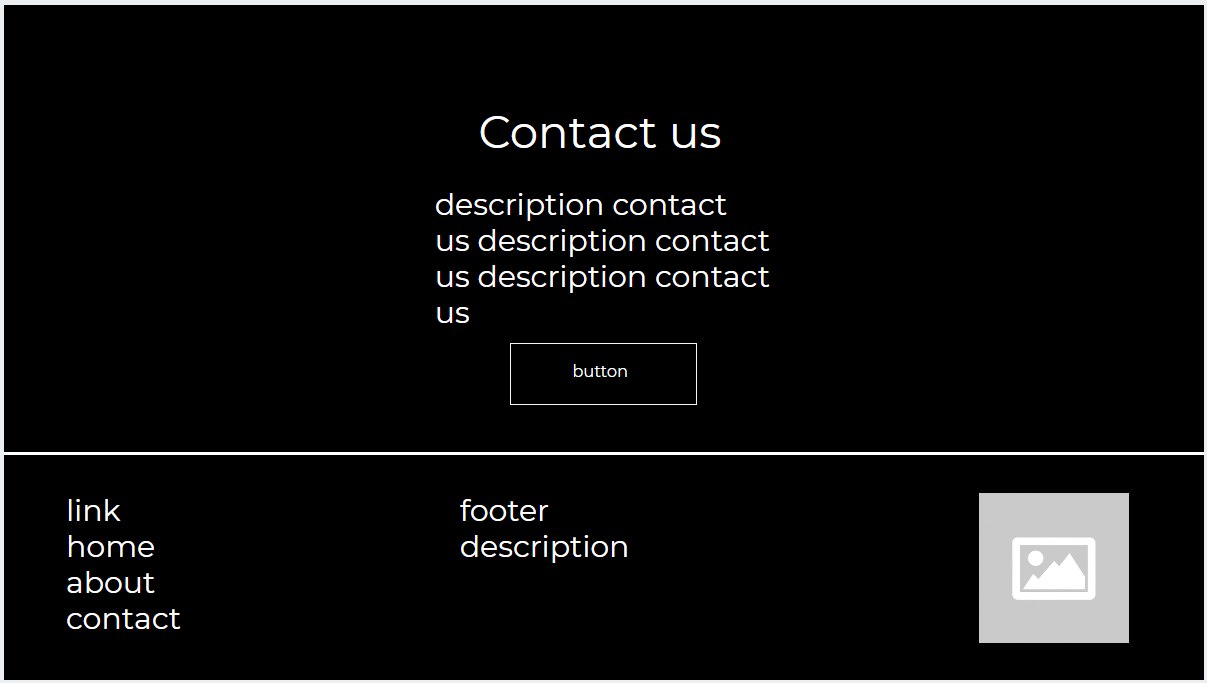 Contact us
description contact
us description contact
us description contact
us
button
link
home
about
contact
footer
description